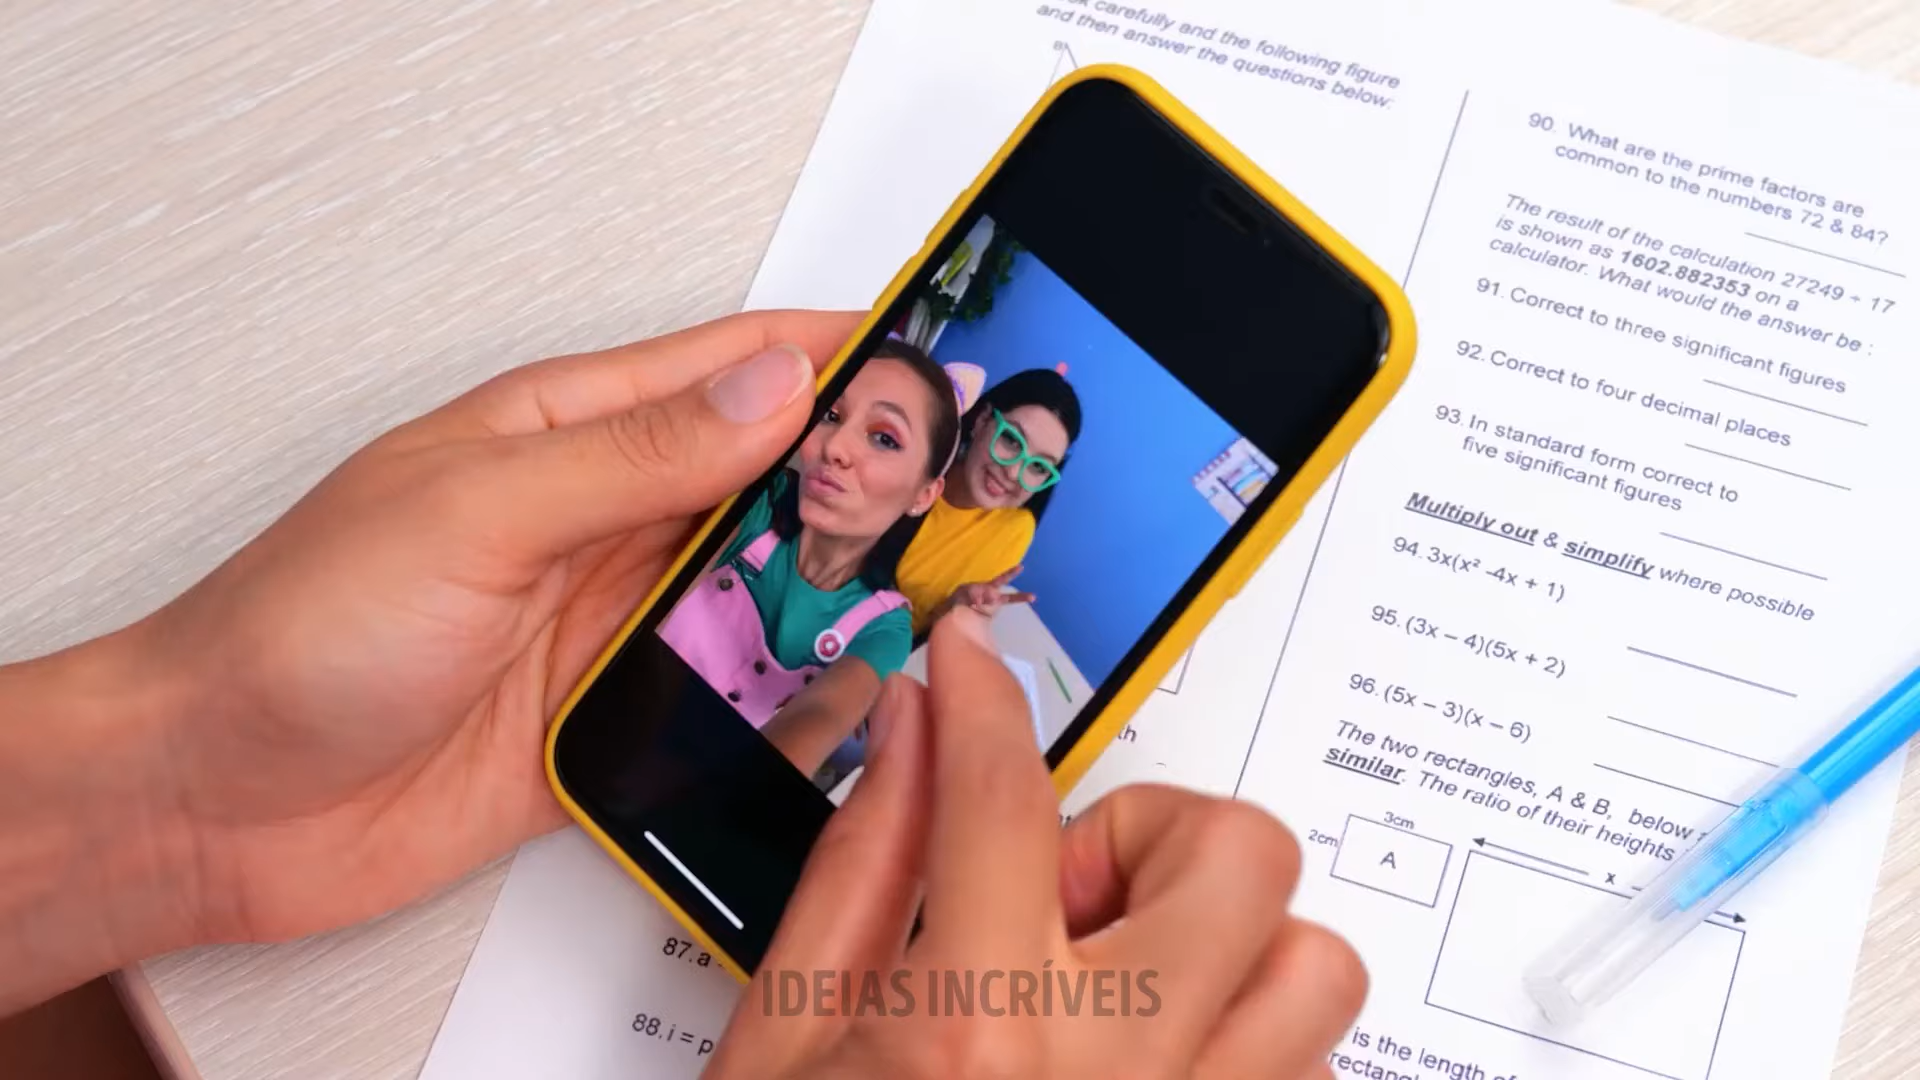 carefully and the following figure
and then answer the questions below:
B
90. What are the prime factors are
common to the numbers 72 & 84?
The result of the calculation 27249 ÷ 17
is shown as 1602.882353 on a
calculator. What would the answer be :
91. Correct to three significant figures
92. Correct to four decimal places
93. In standard form correct to
five significant figures
Multiply out & simplify where possible
94. 3x(x² -4x + 1)
95. (3x – 4)(5x + 2)
96. (5x – 3)(x – 6)
The two rectangles, A & B, below
similar. The ratio of their heights
3cm
2cm
A
x
is the length
87. a
88. i = p
IDEIAS INCRÍVEIS